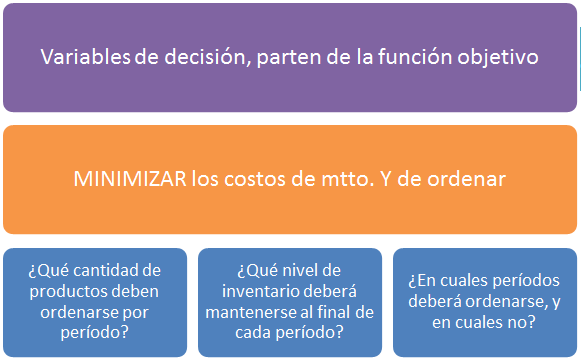 Variables de decisión, parten de la función objetivo
MINIMIZAR los costos de mtto. Y de ordenar
¿Qué cantidad de
productos deben
ordenarse por
período?
¿Qué nivel de
inventario deberá
mantenerse al final de
cada período?
¿En cuales períodos
deberá ordenarse, y
en cuales no?